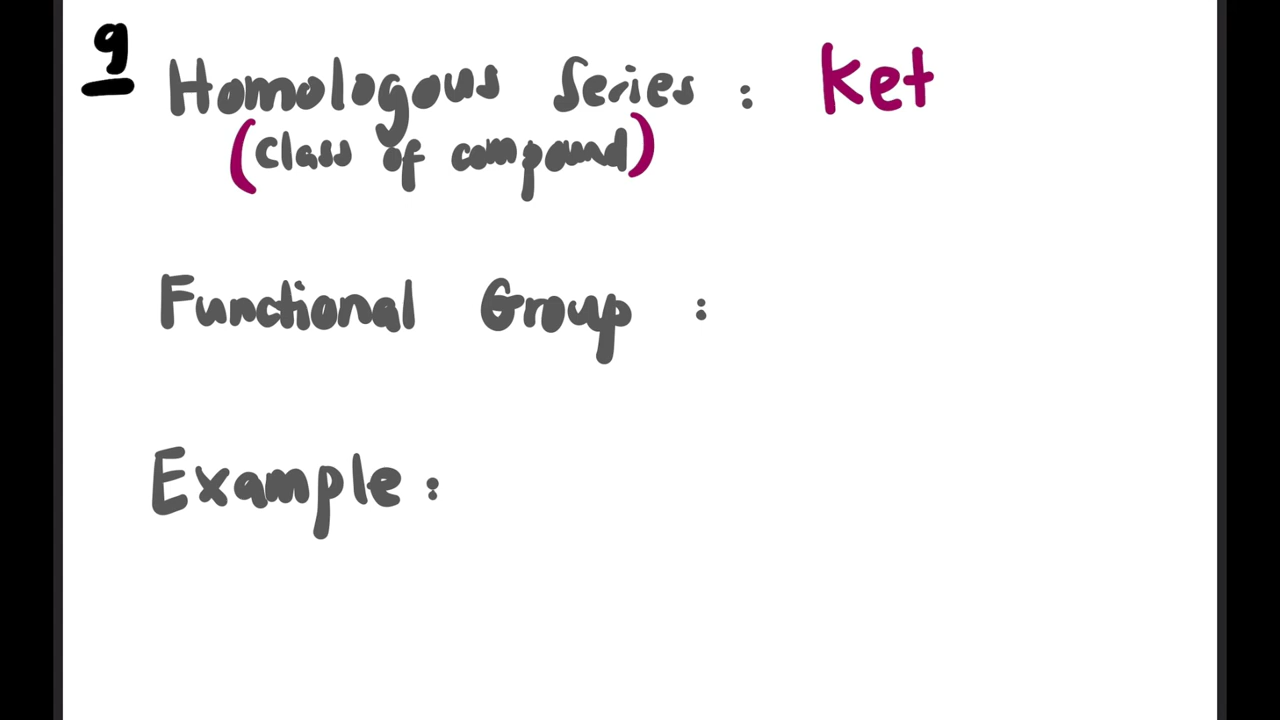 9
Homologous Series : Ket
(class of compound)
Functional Group :
Example :